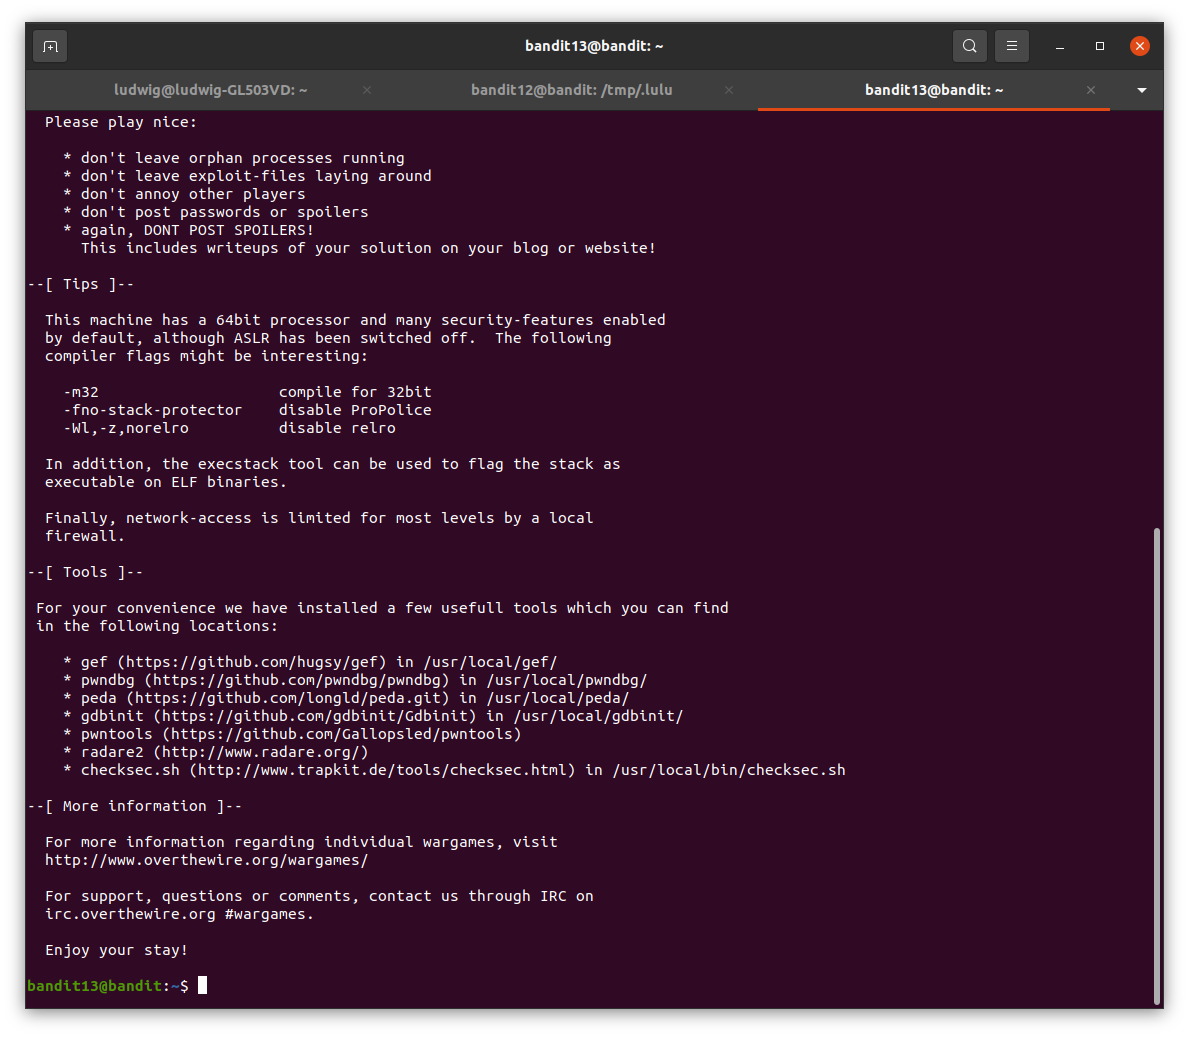 bandit13@bandit: ~
ludwig@ludwig-GL503VD: ~
bandit12@bandit: /tmp/.lulu
bandit13@bandit: ~
Please play nice:
* don't leave orphan processes running
* don't leave exploit-files laying around
* don't annoy other players
* don't post passwords or spoilers
* again, DONT POST SPOILERS!
This includes writeups of your solution on your blog or website!
--[ Tips ]--
This machine has a 64bit processor and many security-features enabled
by default, although ASLR has been switched off.  The following
compiler flags might be interesting:
-m32                    compile for 32bit
-fno-stack-protector    disable ProPolice
-Wl,-z,norelro          disable relro
In addition, the execstack tool can be used to flag the stack as
executable on ELF binaries.
Finally, network-access is limited for most levels by a local
firewall.
--[ Tools ]--
For your convenience we have installed a few usefull tools which you can find
in the following locations:
* gef (https://github.com/hugsy/gef) in /usr/local/gef/
* pwndbg (https://github.com/pwndbg/pwndbg) in /usr/local/pwndbg/
* peda (https://github.com/longld/peda.git) in /usr/local/peda/
* gdbinit (https://github.com/gdbinit/Gdbinit) in /usr/local/gdbinit/
* pwntools (https://github.com/Gallopsled/pwntools)
* radare2 (http://www.radare.org/)
* checksec.sh (http://www.trapkit.de/tools/checksec.html) in /usr/local/bin/checksec.sh
--[ More information ]--
For more information regarding individual wargames, visit
http://www.overthewire.org/wargames/
For support, questions or comments, contact us through IRC on
irc.overthewire.org #wargames.
Enjoy your stay!
bandit13@bandit:~$